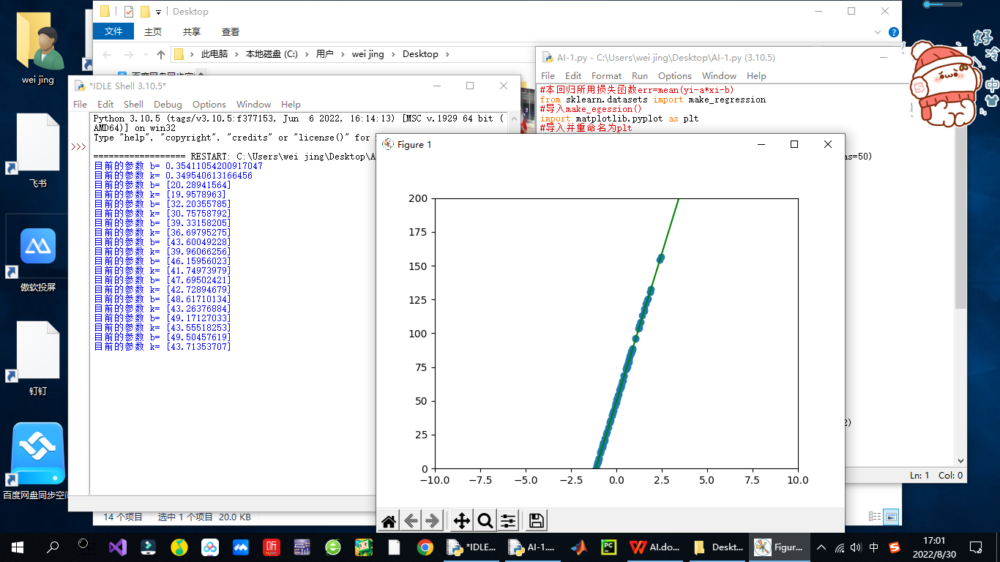 wei jing
飞书
傲软投屏
钉钉
百度网盘同步空间
Desktop
文件
主页
共享
查看
此电脑
本地磁盘 (C:)
用户
wei jing
Desktop
百度网盘同步空间
14 个项目
选中 1 个项目 20.0 KB
*IDLE Shell 3.10.5*
File Edit Shell Debug Options Window Help
Python 3.10.5 (tags/v3.10.5:f377153, Jun 6 2022, 16:14:13) [MSC v.1929 64 bit (
AMD64)] on win32
Type "help", "copyright", "credits" or "license()" for
>>>
================== RESTART: C:\Users\wei jing\Desktop\A
目前的参数 b= 0.35411054200917047
目前的参数 k= 0.349540613166456
目前的参数 b= [20.28941564]
目前的参数 k= [19.9578963]
目前的参数 b= [32.20355785]
目前的参数 k= [30.75758792]
目前的参数 b= [39.33158205]
目前的参数 k= [36.69795275]
目前的参数 b= [43.60049228]
目前的参数 k= [39.96066256]
目前的参数 b= [46.15956023]
目前的参数 k= [41.74973979]
目前的参数 b= [47.69502421]
目前的参数 k= [42.72894679]
目前的参数 b= [48.61710134]
目前的参数 k= [43.26376884]
目前的参数 b= [49.17127033]
目前的参数 k= [43.55518253]
目前的参数 b= [49.50457619]
目前的参数 k= [43.71353707]
AI-1.py - C:\Users\wei jing\Desktop\AI-1.py (3.10.5)
File Edit Format Run Options Window Help
#本回归所用损失函数err=mean(yi-a*xi-b)
from sklearn.datasets import make_regression
#导入make_egession()
import matplotlib.pyplot as plt
#导入并重命名为plt
as=50)
2)
Ln: 1 Col: 0
Figure 1
200
175
150
125
100
75
50
25
0
−10.0 −7.5 −5.0 −2.5 0.0 2.5 5.0 7.5 10.0
好冷
中
*IDLE...
AI-1....
AI.do...
Deskt...
Figur...
中
17:01
2022/8/30